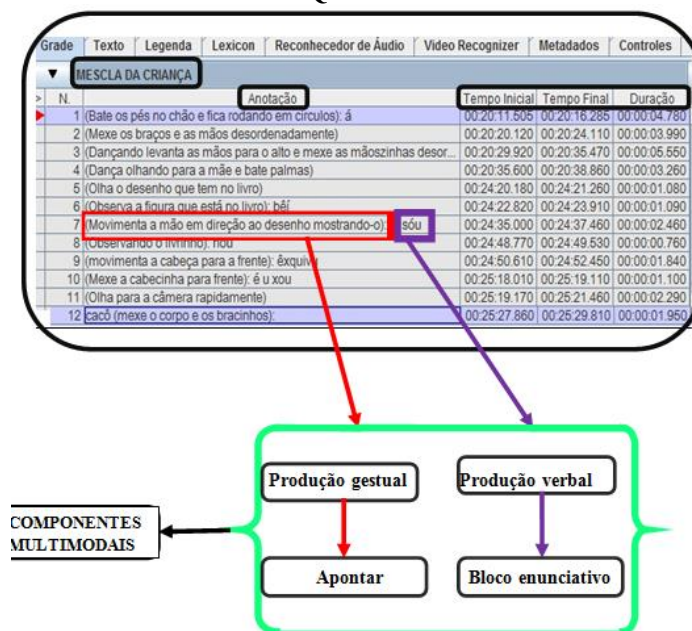 Grade Texto Legenda Lexicon Reconhecedor de Áudio Video Recognizer Metadados Controles
MESCLA DA CRIANÇA
> N. Anotação Tempo Inicial Tempo Final Duração
1 (Bate os pés no chão e fica rodando em círculos): á 00:20:11.505 00:20:16.285 00:00:04.780
2 (Mexe os braços e as mãos desordenadamente) 00:20:20.120 00:20:24.110 00:00:03.990
3 (Dançando levanta as mãos para o alto e mexe as mãoszinhas desor... 00:20:29.920 00:20:35.470 00:00:05.550
4 (Dança olhando para a mãe e bate palmas) 00:20:35.600 00:20:38.860 00:00:03.260
5 (Olha o desenho que tem no livro) 00:24:20.180 00:24:21.260 00:00:01.080
6 (Observa a figura que está no livro): bêí 00:24:22.820 00:24:23.910 00:00:01.090
7 (Movimenta a mão em direção ao desenho mostrando-o): sóu 00:24:35.000 00:24:37.460 00:00:02.460
8 (Observando o livrinho): nou 00:24:48.770 00:24:49.530 00:00:00.760
9 (movimenta a cabeça para a frente): êxquivu 00:24:50.610 00:24:52.450 00:00:01.840
10 (Mexe a cabecinha para frente): é u xou 00:25:18.010 00:25:19.110 00:00:01.100
11 (Olha para a câmera rapidamente) 00:25:19.170 00:25:21.460 00:00:02.290
12 cacô (mexe o corpo e os bracinhos): 00:25:27.860 00:25:29.810 00:00:01.950
Produção gestual Produção verbal
COMPONENTES
MULTIMODAIS
Apontar Bloco enunciativo